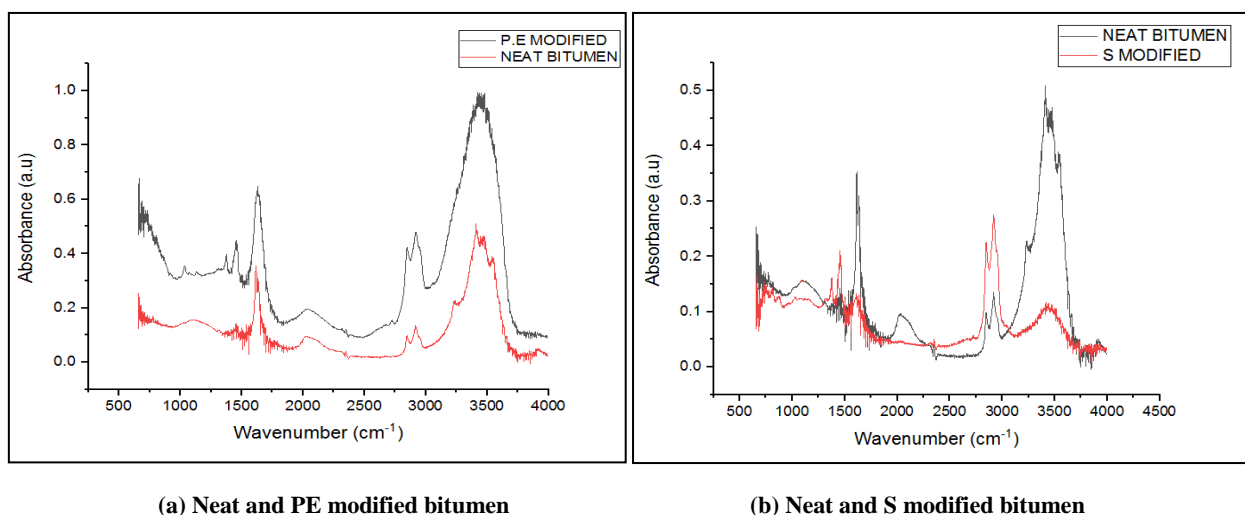 P.E MODIFIED
NEAT BITUMEN
1.0
0.8
0.6
0.4
0.2
0.0
Absorbance (a.u)
500 1000 1500 2000 2500 3000 3500 4000
Wavenumber (cm⁻¹)
(a) Neat and PE modified bitumen
NEAT BITUMEN
S MODIFIED
0.5
0.4
0.3
0.2
0.1
0.0
Absorbance (a.u)
500 1000 1500 2000 2500 3000 3500 4000 4500
Wavenumber (cm⁻¹)
(b) Neat and S modified bitumen